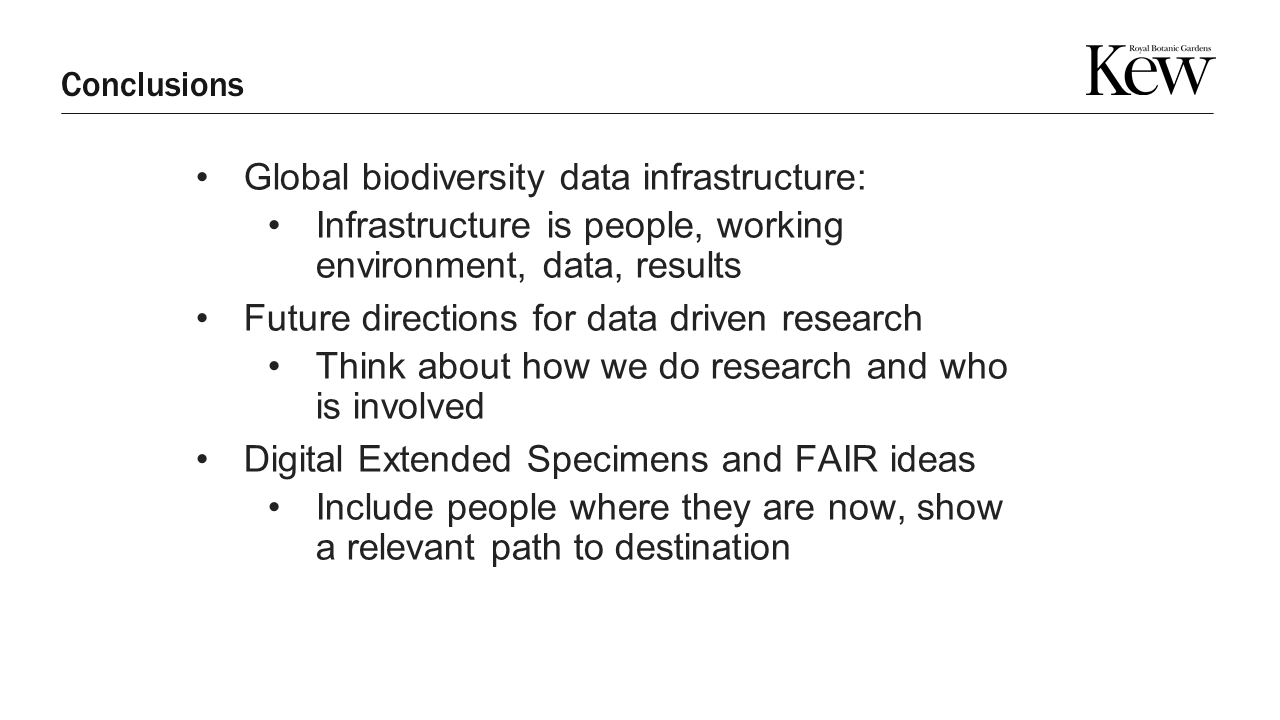 Royal Botanic Gardens
Kew
Conclusions
• Global biodiversity data infrastructure:
• Infrastructure is people, working
environment, data, results
• Future directions for data driven research
• Think about how we do research and who
is involved
• Digital Extended Specimens and FAIR ideas
• Include people where they are now, show
a relevant path to destination